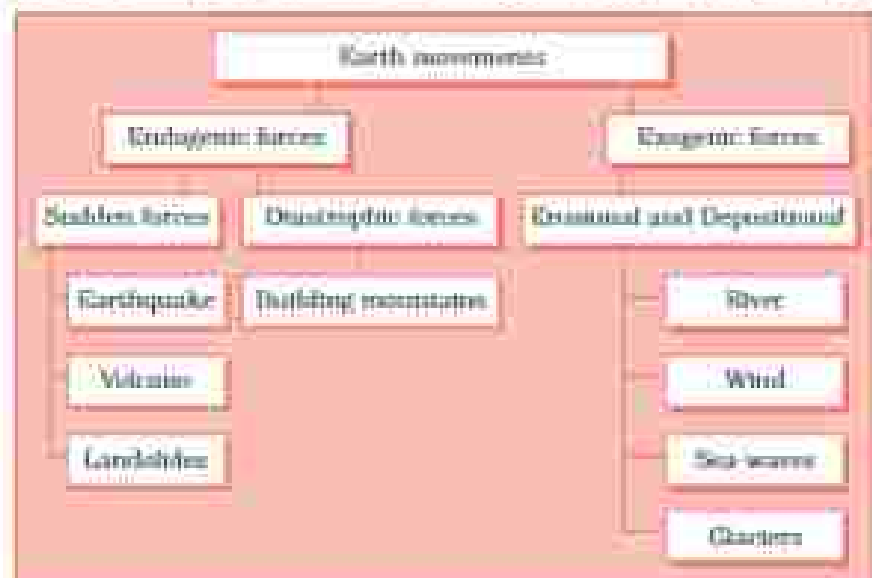 Earth movements
Endogenic forces
Exogenic forces
Sudden forces
Diastrophic forces
Erosional and Depositional
Earthquake
Building mountains
River
Volcano
Wind
Landslides
Sea waves
Glaciers